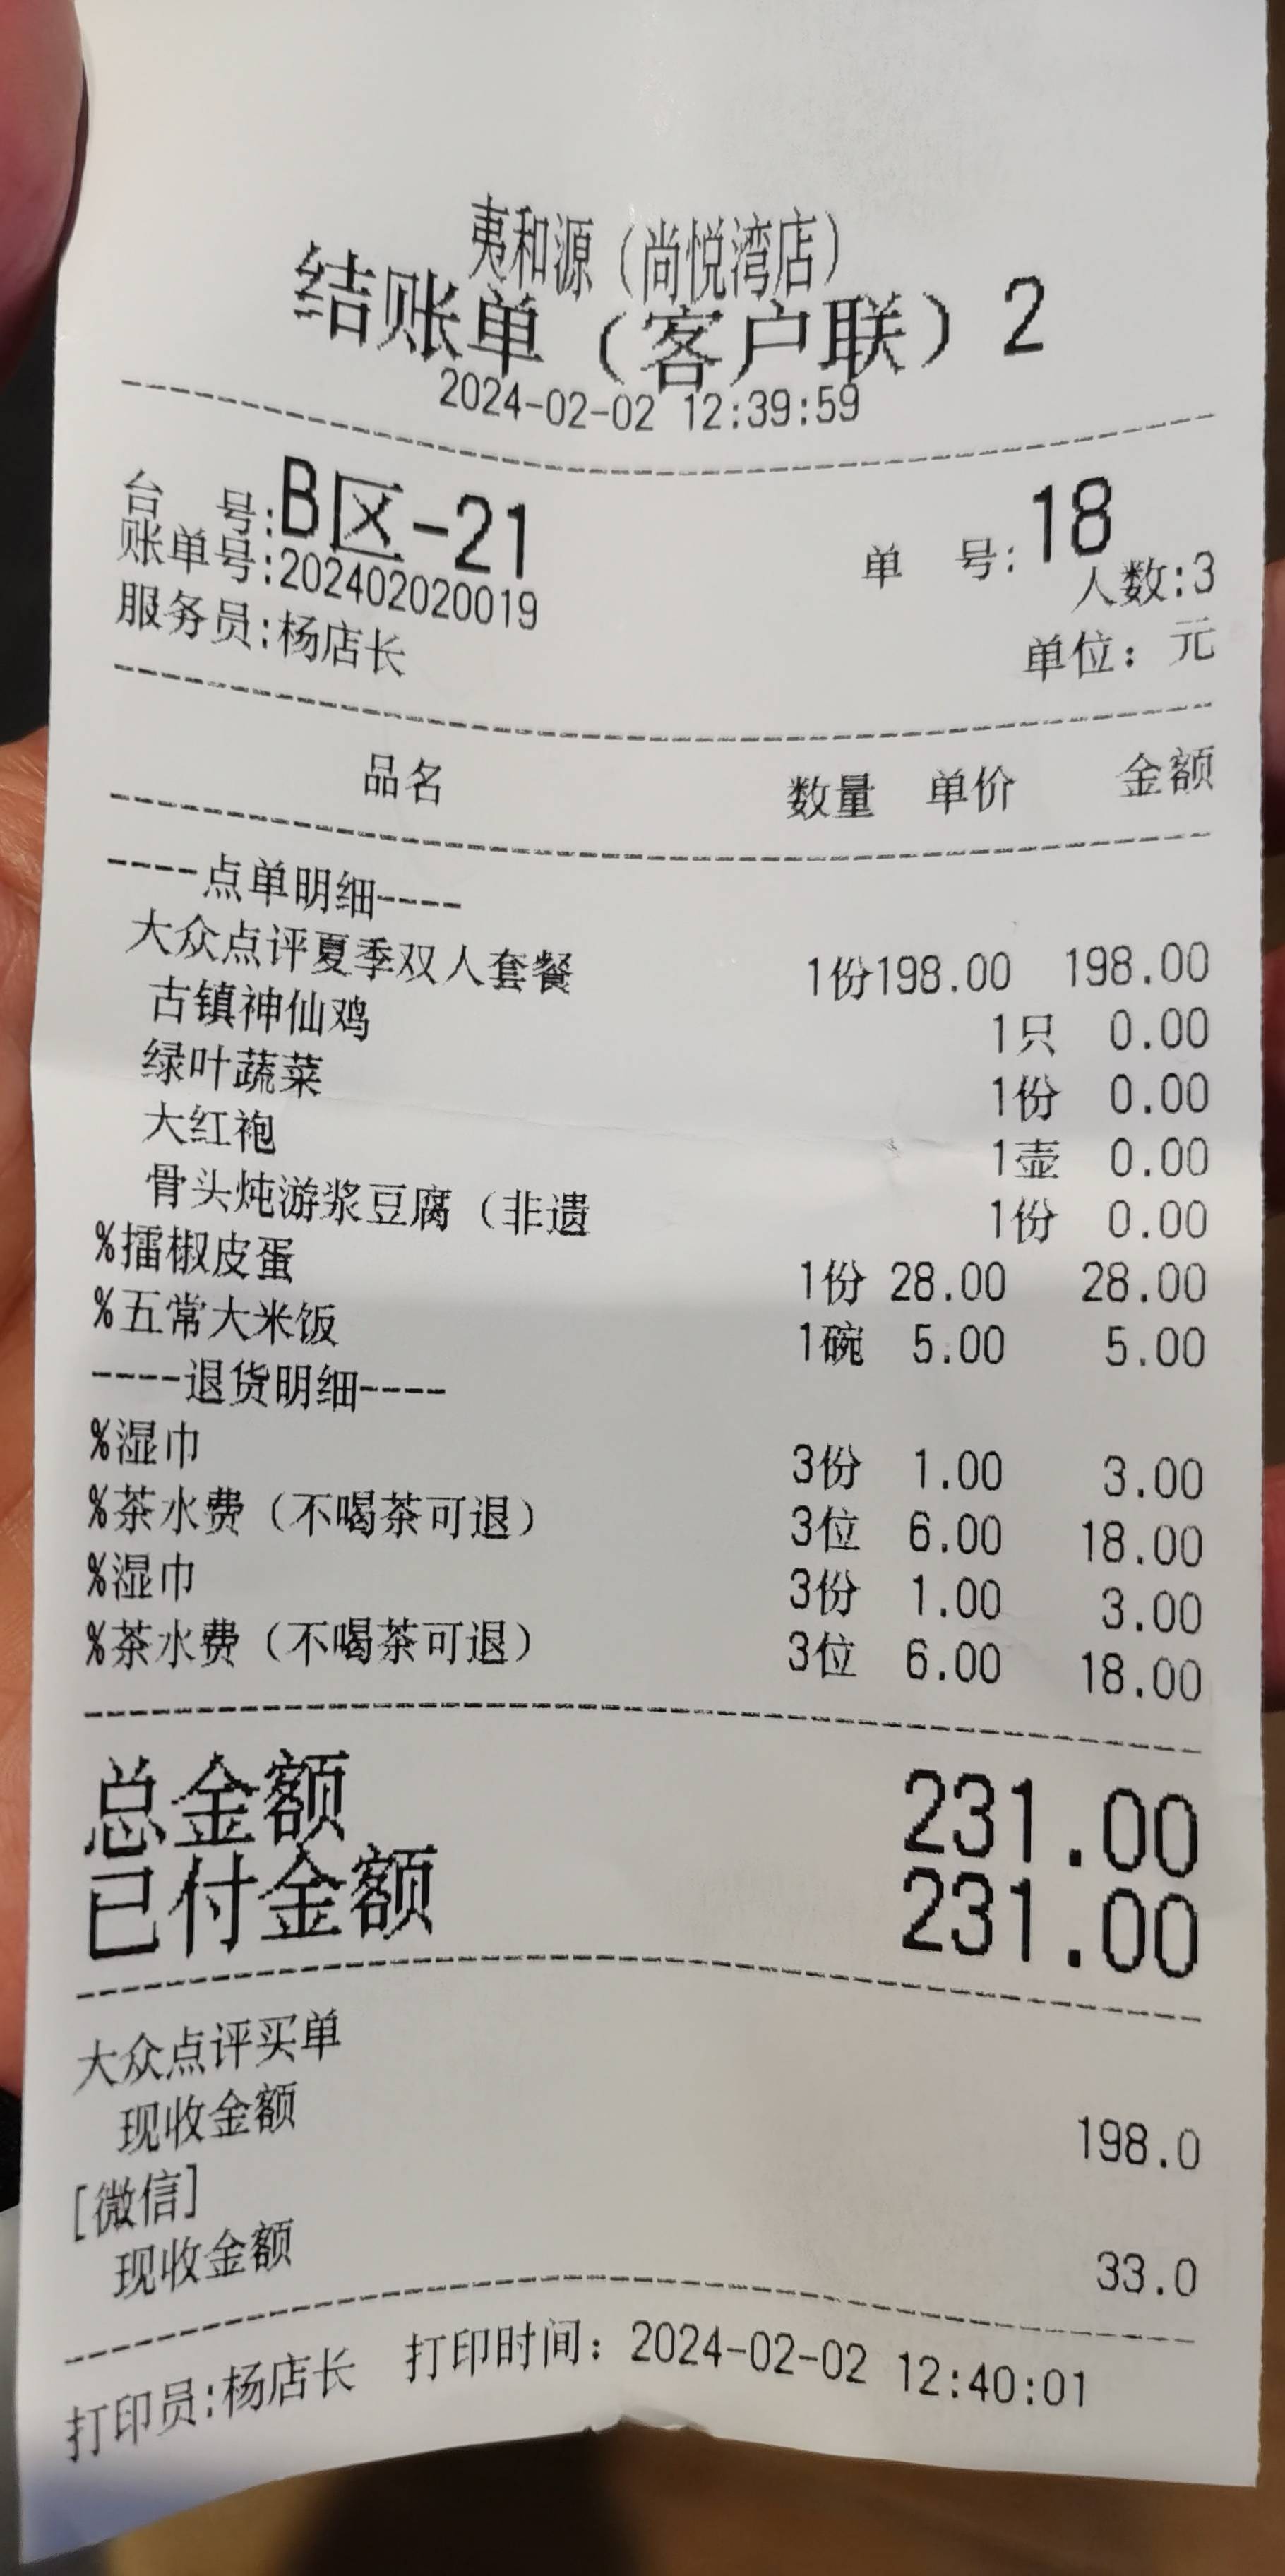 夷和源（尚悦湾店）
结账单（客户联）2
2024-02-02 12:39:59
台 号:B区-21 单 号:18
账单号:202402020019 人数:3
服务员:杨店长 单位：元
品名 数量 单价 金额
----点单明细----
大众点评夏季双人套餐 1份198.00 198.00
古镇神仙鸡 1只 0.00
绿叶蔬菜 1份 0.00
大红袍 1壶 0.00
骨头炖游浆豆腐（非遗 1份 0.00
%擂椒皮蛋 1份 28.00 28.00
%五常大米饭 1碗 5.00 5.00
----退货明细----
%湿巾 3份 1.00 3.00
%茶水费（不喝茶可退） 3位 6.00 18.00
%湿巾 3份 1.00 3.00
%茶水费（不喝茶可退） 3位 6.00 18.00
总金额 231.00
已付金额 231.00
大众点评买单
现收金额 198.0
[微信]
现收金额 33.0
打印员:杨店长 打印时间：2024-02-02 12:40:01